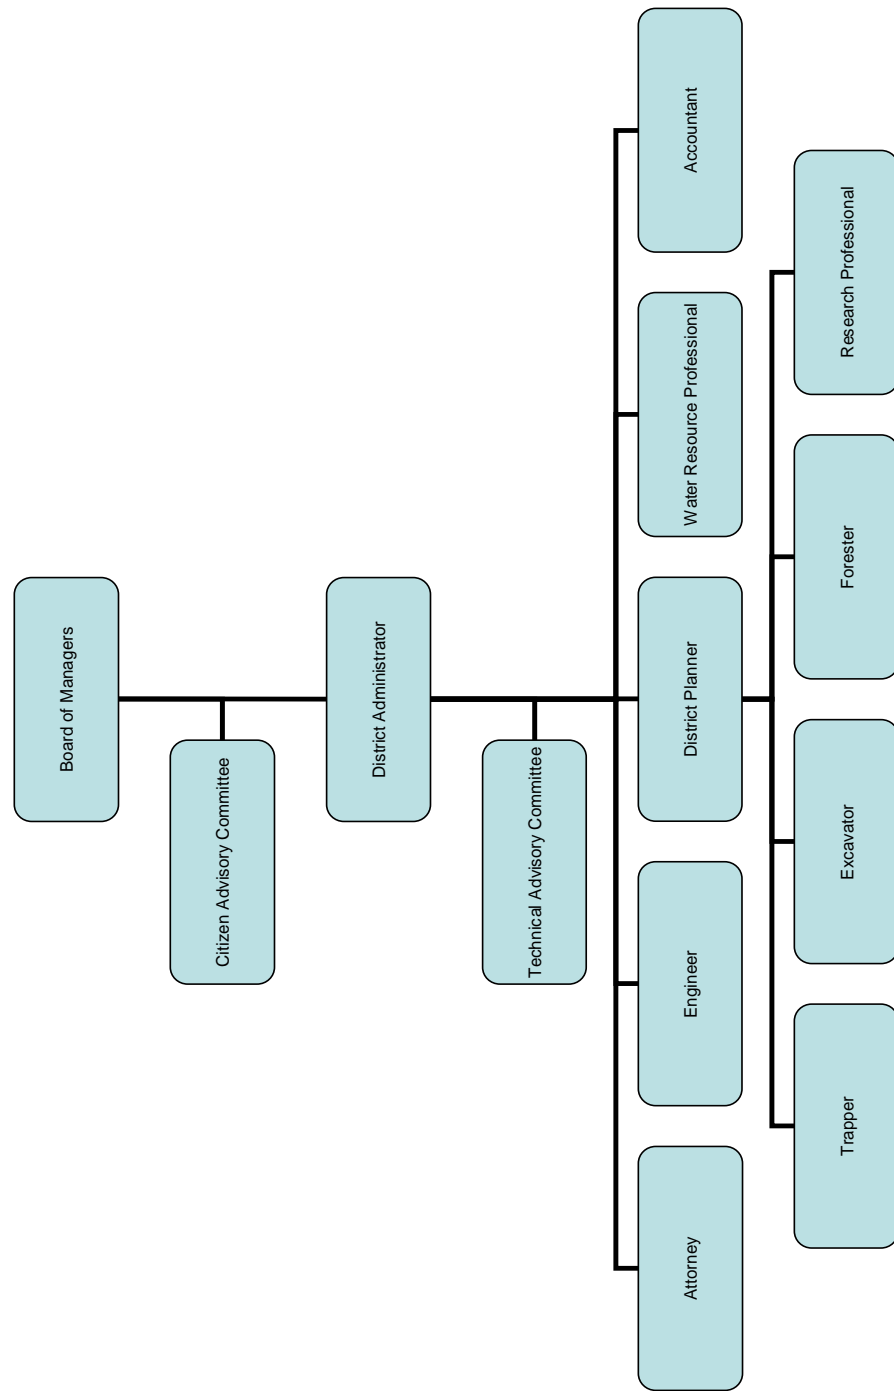 Board of Managers
Citizen Advisory Committee
District Administrator
Technical Advisory Committee
Attorney
Engineer
District Planner
Water Resource Professional
Accountant
Trapper
Excavator
Forester
Research Professional